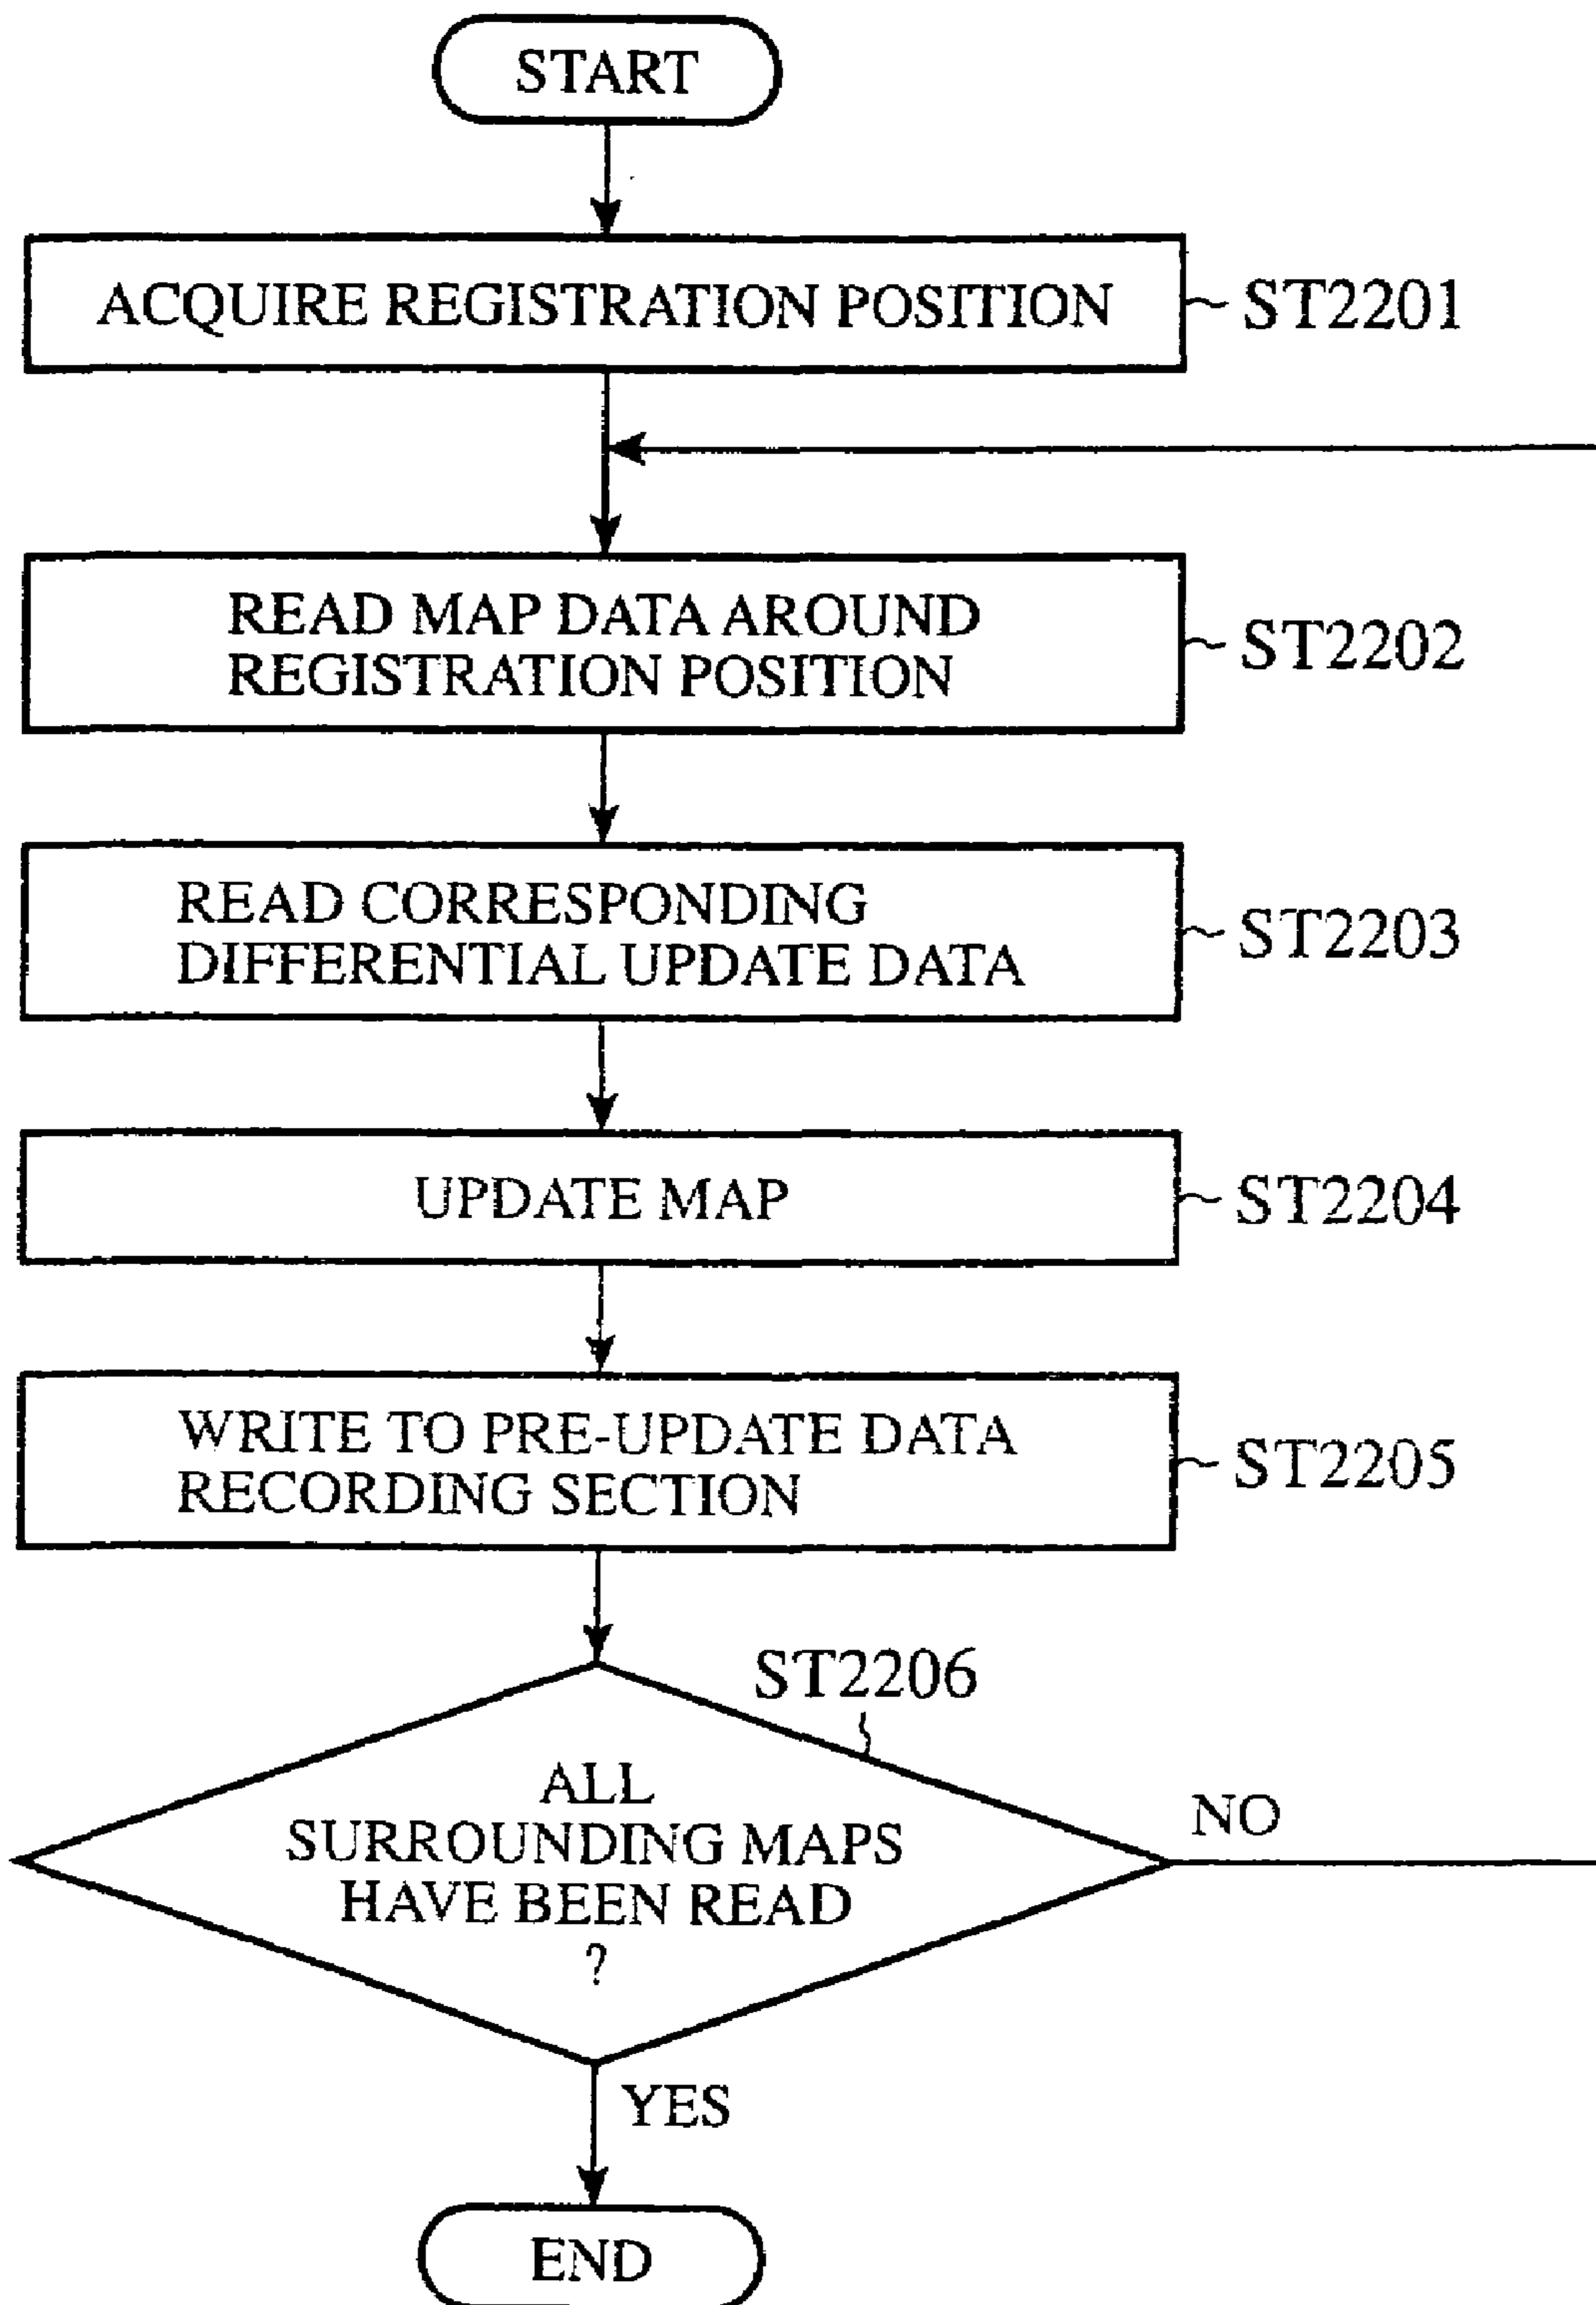 START
ACQUIRE REGISTRATION POSITION
ST2201
READ MAP DATA AROUND
REGISTRATION POSITION
ST2202
READ CORRESPONDING
DIFFERENTIAL UPDATE DATA
ST2203
UPDATE MAP
ST2204
WRITE TO PRE-UPDATE DATA
RECORDING SECTION
ST2205
ST2206
ALL
SURROUNDING MAPS
HAVE BEEN READ
?
NO
YES
END